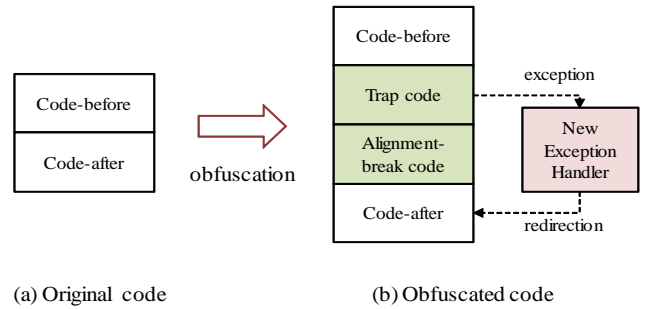 Code-before
Code-after
obfuscation
Code-before
Trap code
Alignment-
break code
Code-after
exception
New
Exception
Handler
redirection
(a) Original code
(b) Obfuscated code